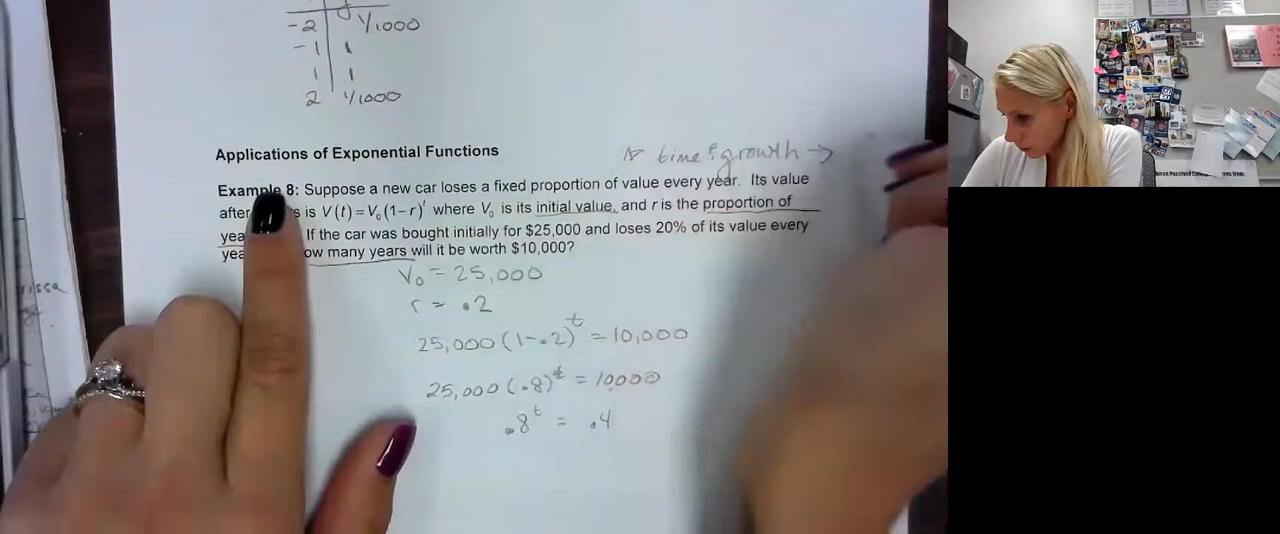 -2 1/1000
-1 1
1 1
2 1/1000
Applications of Exponential Functions
time & growth →
Example 8: Suppose a new car loses a fixed proportion of value every year. Its value
after is V(t) = V₀(1−r)ᵗ where V₀ is its initial value, and r is the proportion of
If the car was bought initially for $25,000 and loses 20% of its value every
many years will it be worth $10,000?
V₀ = 25,000
r = .2
25,000 (1-.2)ᵗ = 10,000
25,000 (.8)ᵗ = 10,000
.8ᵗ = .4